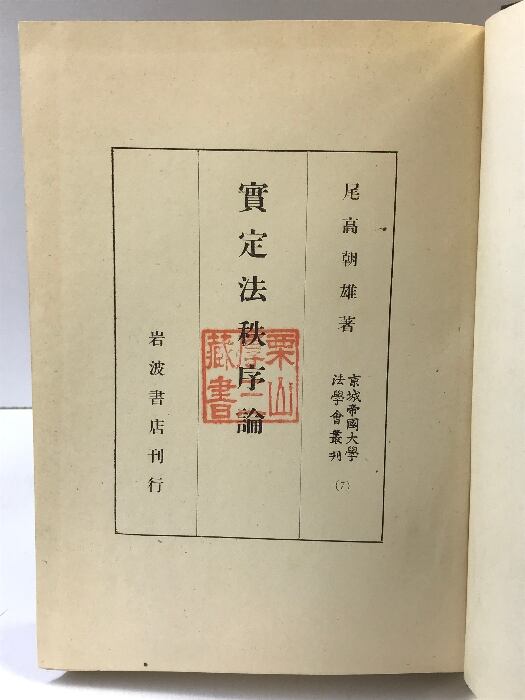 尾高朝雄著
京城帝國大學
法學會叢刋
(7)
實定法秩序論
栗山
藏書
岩波書店刊行